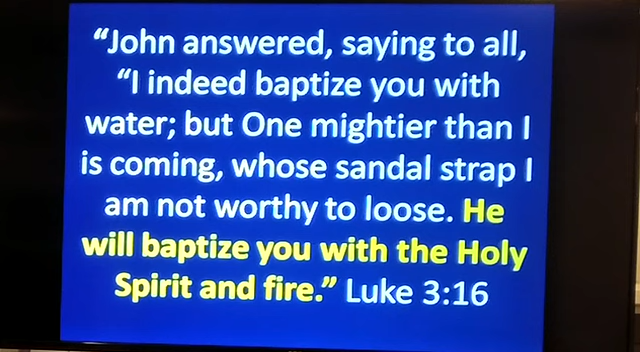 “John answered, saying to all,
“I indeed baptize you with
water; but One mightier than I
is coming, whose sandal strap I
am not worthy to loose. He
will baptize you with the Holy
Spirit and fire.” Luke 3:16